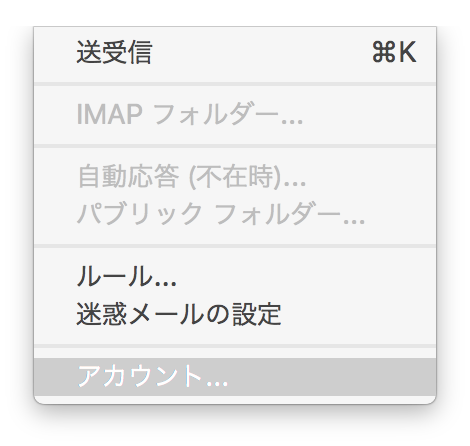 送受信 ⌘K
IMAP フォルダー...
自動応答 (不在時)...
パブリック フォルダー...
ルール...
迷惑メールの設定
アカウント...